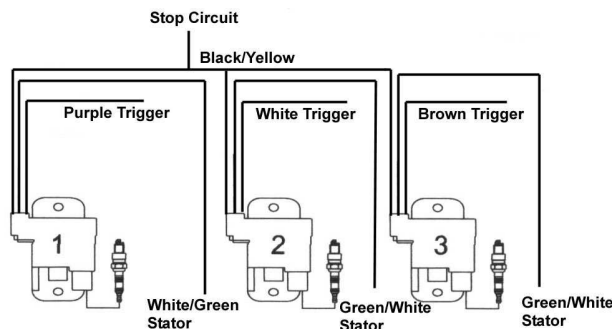 Stop Circuit
Black/Yellow
Purple Trigger
White Trigger
Brown Trigger
1
2
3
White/Green
Stator
Green/White
Stator
Green/White
Stator